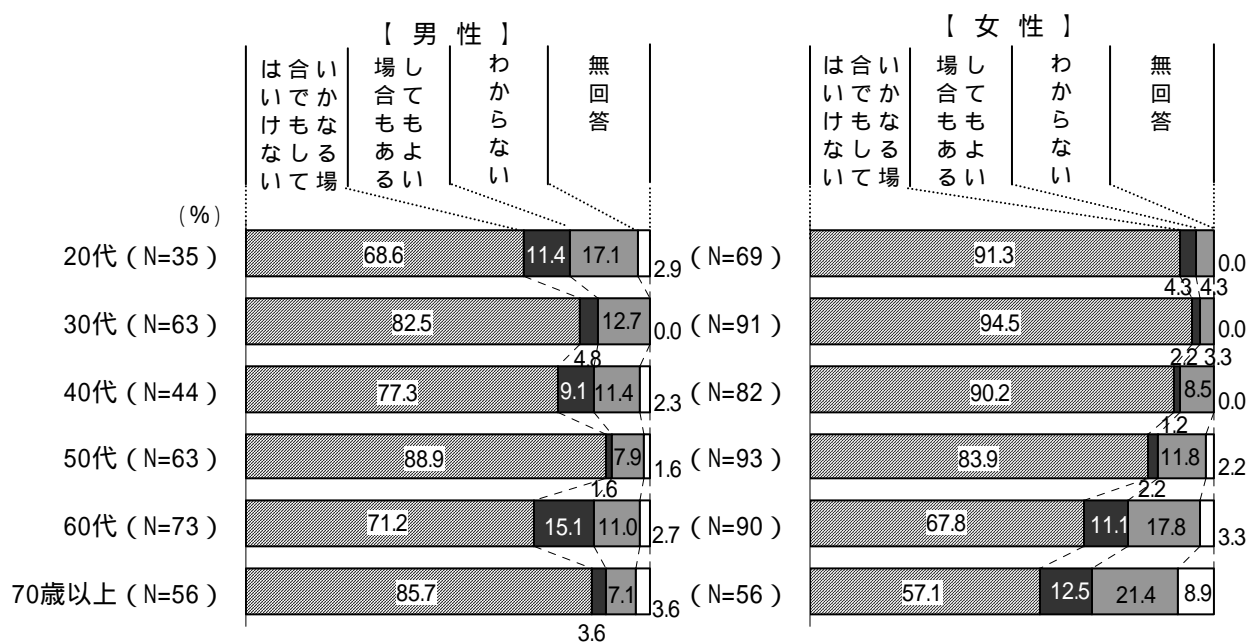 【 男 性 】
いかなる場合でもしてはいけない
してもよい場合もある
わからない
無回答
【 女 性 】
いかなる場合でもしてはいけない
してもよい場合もある
わからない
無回答
(%)
20代（N=35） 68.6 11.4 17.1 2.9 （N=69） 91.3 4.3 4.3 0.0
30代（N=63） 82.5 4.8 12.7 0.0 （N=91） 94.5 2.2 3.3 0.0
40代（N=44） 77.3 9.1 11.4 2.3 （N=82） 90.2 1.2 8.5 0.0
50代（N=63） 88.9 1.6 7.9 1.6 （N=93） 83.9 2.2 11.8 2.2
60代（N=73） 71.2 15.1 11.0 2.7 （N=90） 67.8 11.1 17.8 3.3
70歳以上（N=56） 85.7 3.6 7.1 3.6 （N=56） 57.1 12.5 21.4 8.9